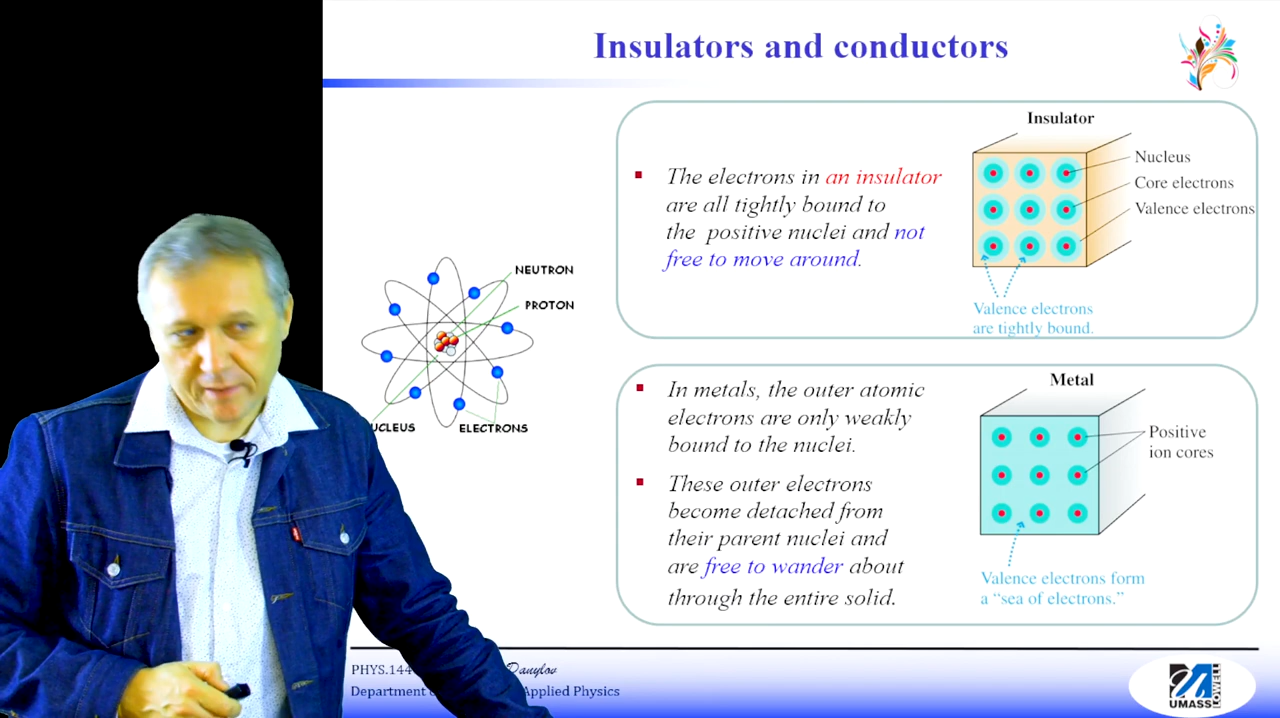 Insulators and conductors
The electrons in an insulator
are all tightly bound to
the positive nuclei and not
free to move around.
Insulator
Nucleus
Core electrons
Valence electrons
Valence electrons
are tightly bound.
NEUTRON
PROTON
UCLEUS
ELECTRONS
In metals, the outer atomic
electrons are only weakly
bound to the nuclei.
These outer electrons
become detached from
their parent nuclei and
are free to wander about
through the entire solid.
Metal
Positive
ion cores
Valence electrons form
a “sea of electrons.”
PHYS.144 Danylov
Department Applied Physics
UMASS
LOWELL